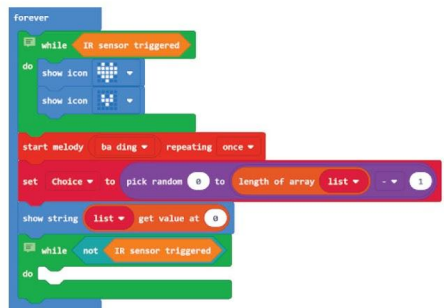 forever
while IR sensor triggered
do
show icon
show icon
start melody ba ding repeating once
set Choice to pick random 0 to length of array list - 1
show string list get value at 0
while not IR sensor triggered
do